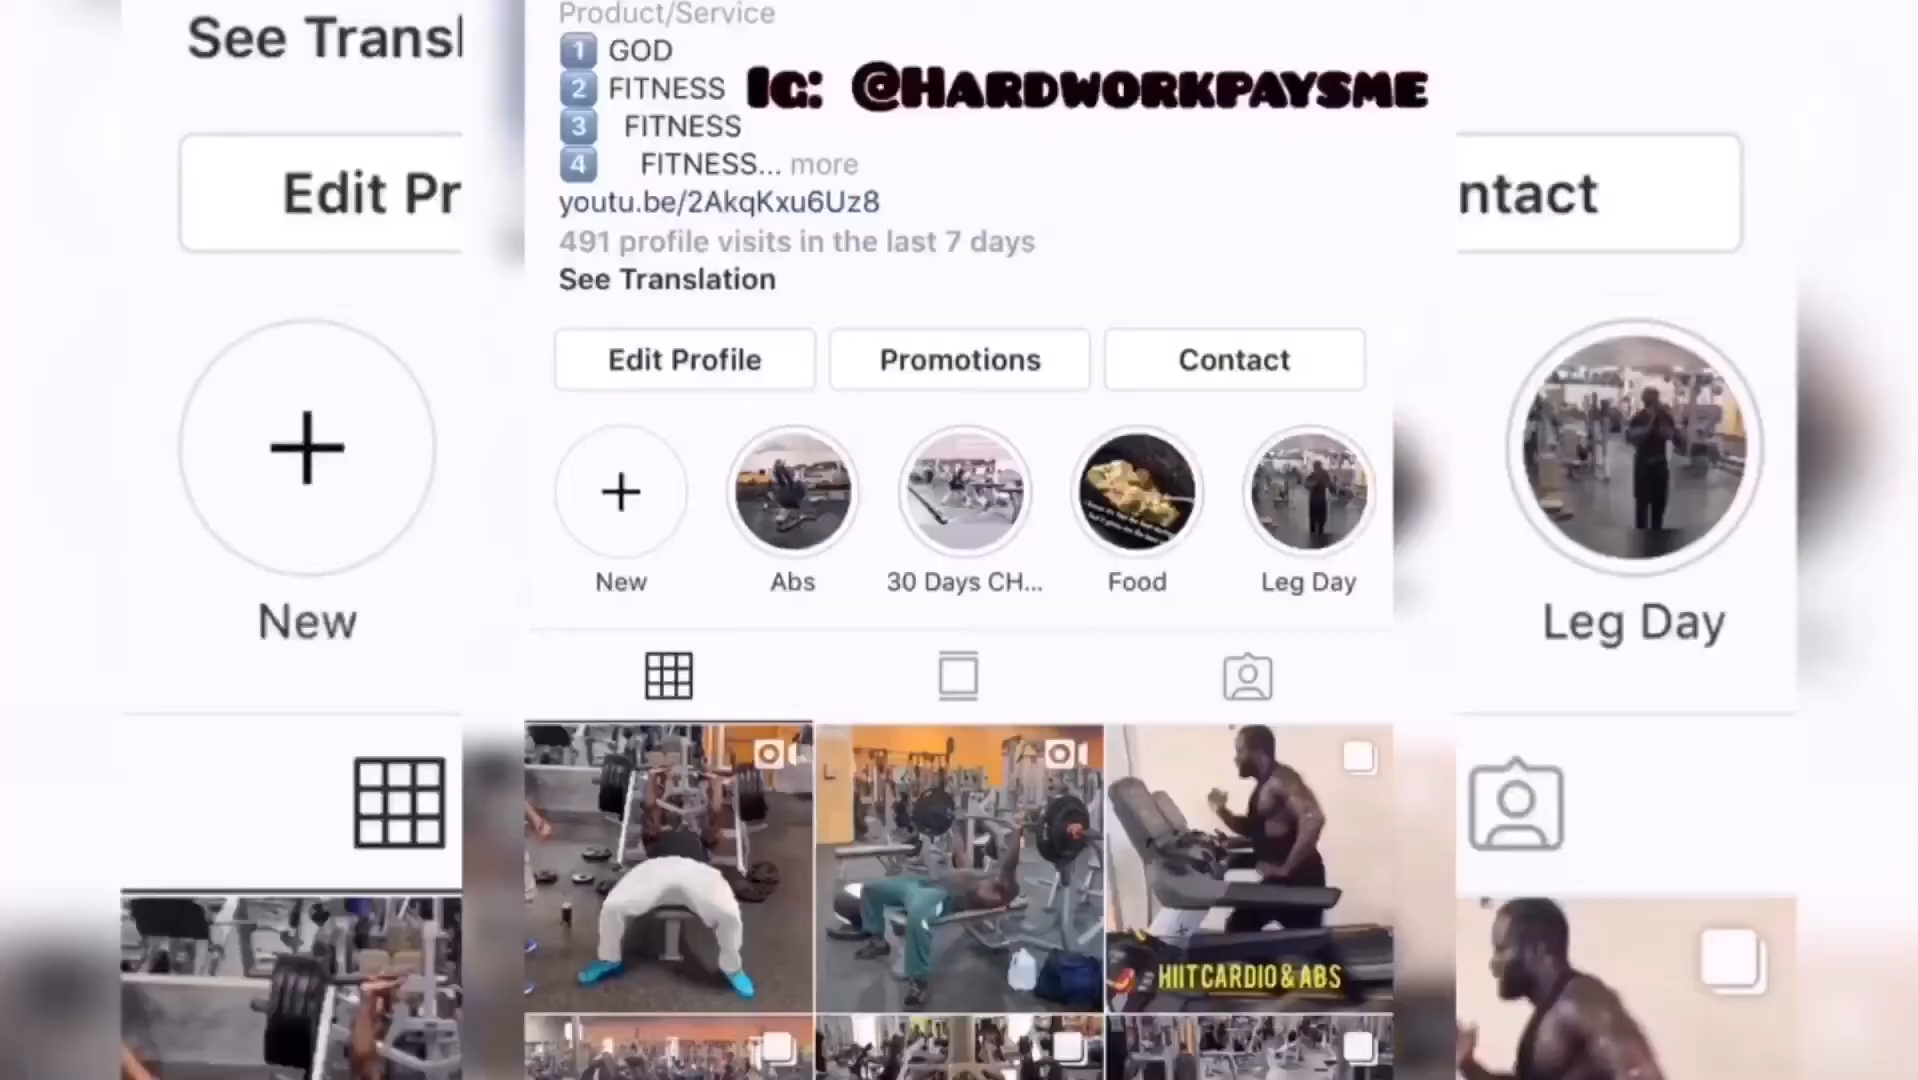 Product/Service
1 GOD
2 FITNESS
3 FITNESS
4 FITNESS... more
IG: @HARDWORKPAYSME
youtu.be/2AkqKxu6Uz8
491 profile visits in the last 7 days
See Translation
Edit Profile
Promotions
Contact
New
Abs
30 Days CH...
Food
Leg Day
HIIT CARDIO & ABS
See Transl
Edit Pr
New
ntact
Leg Day